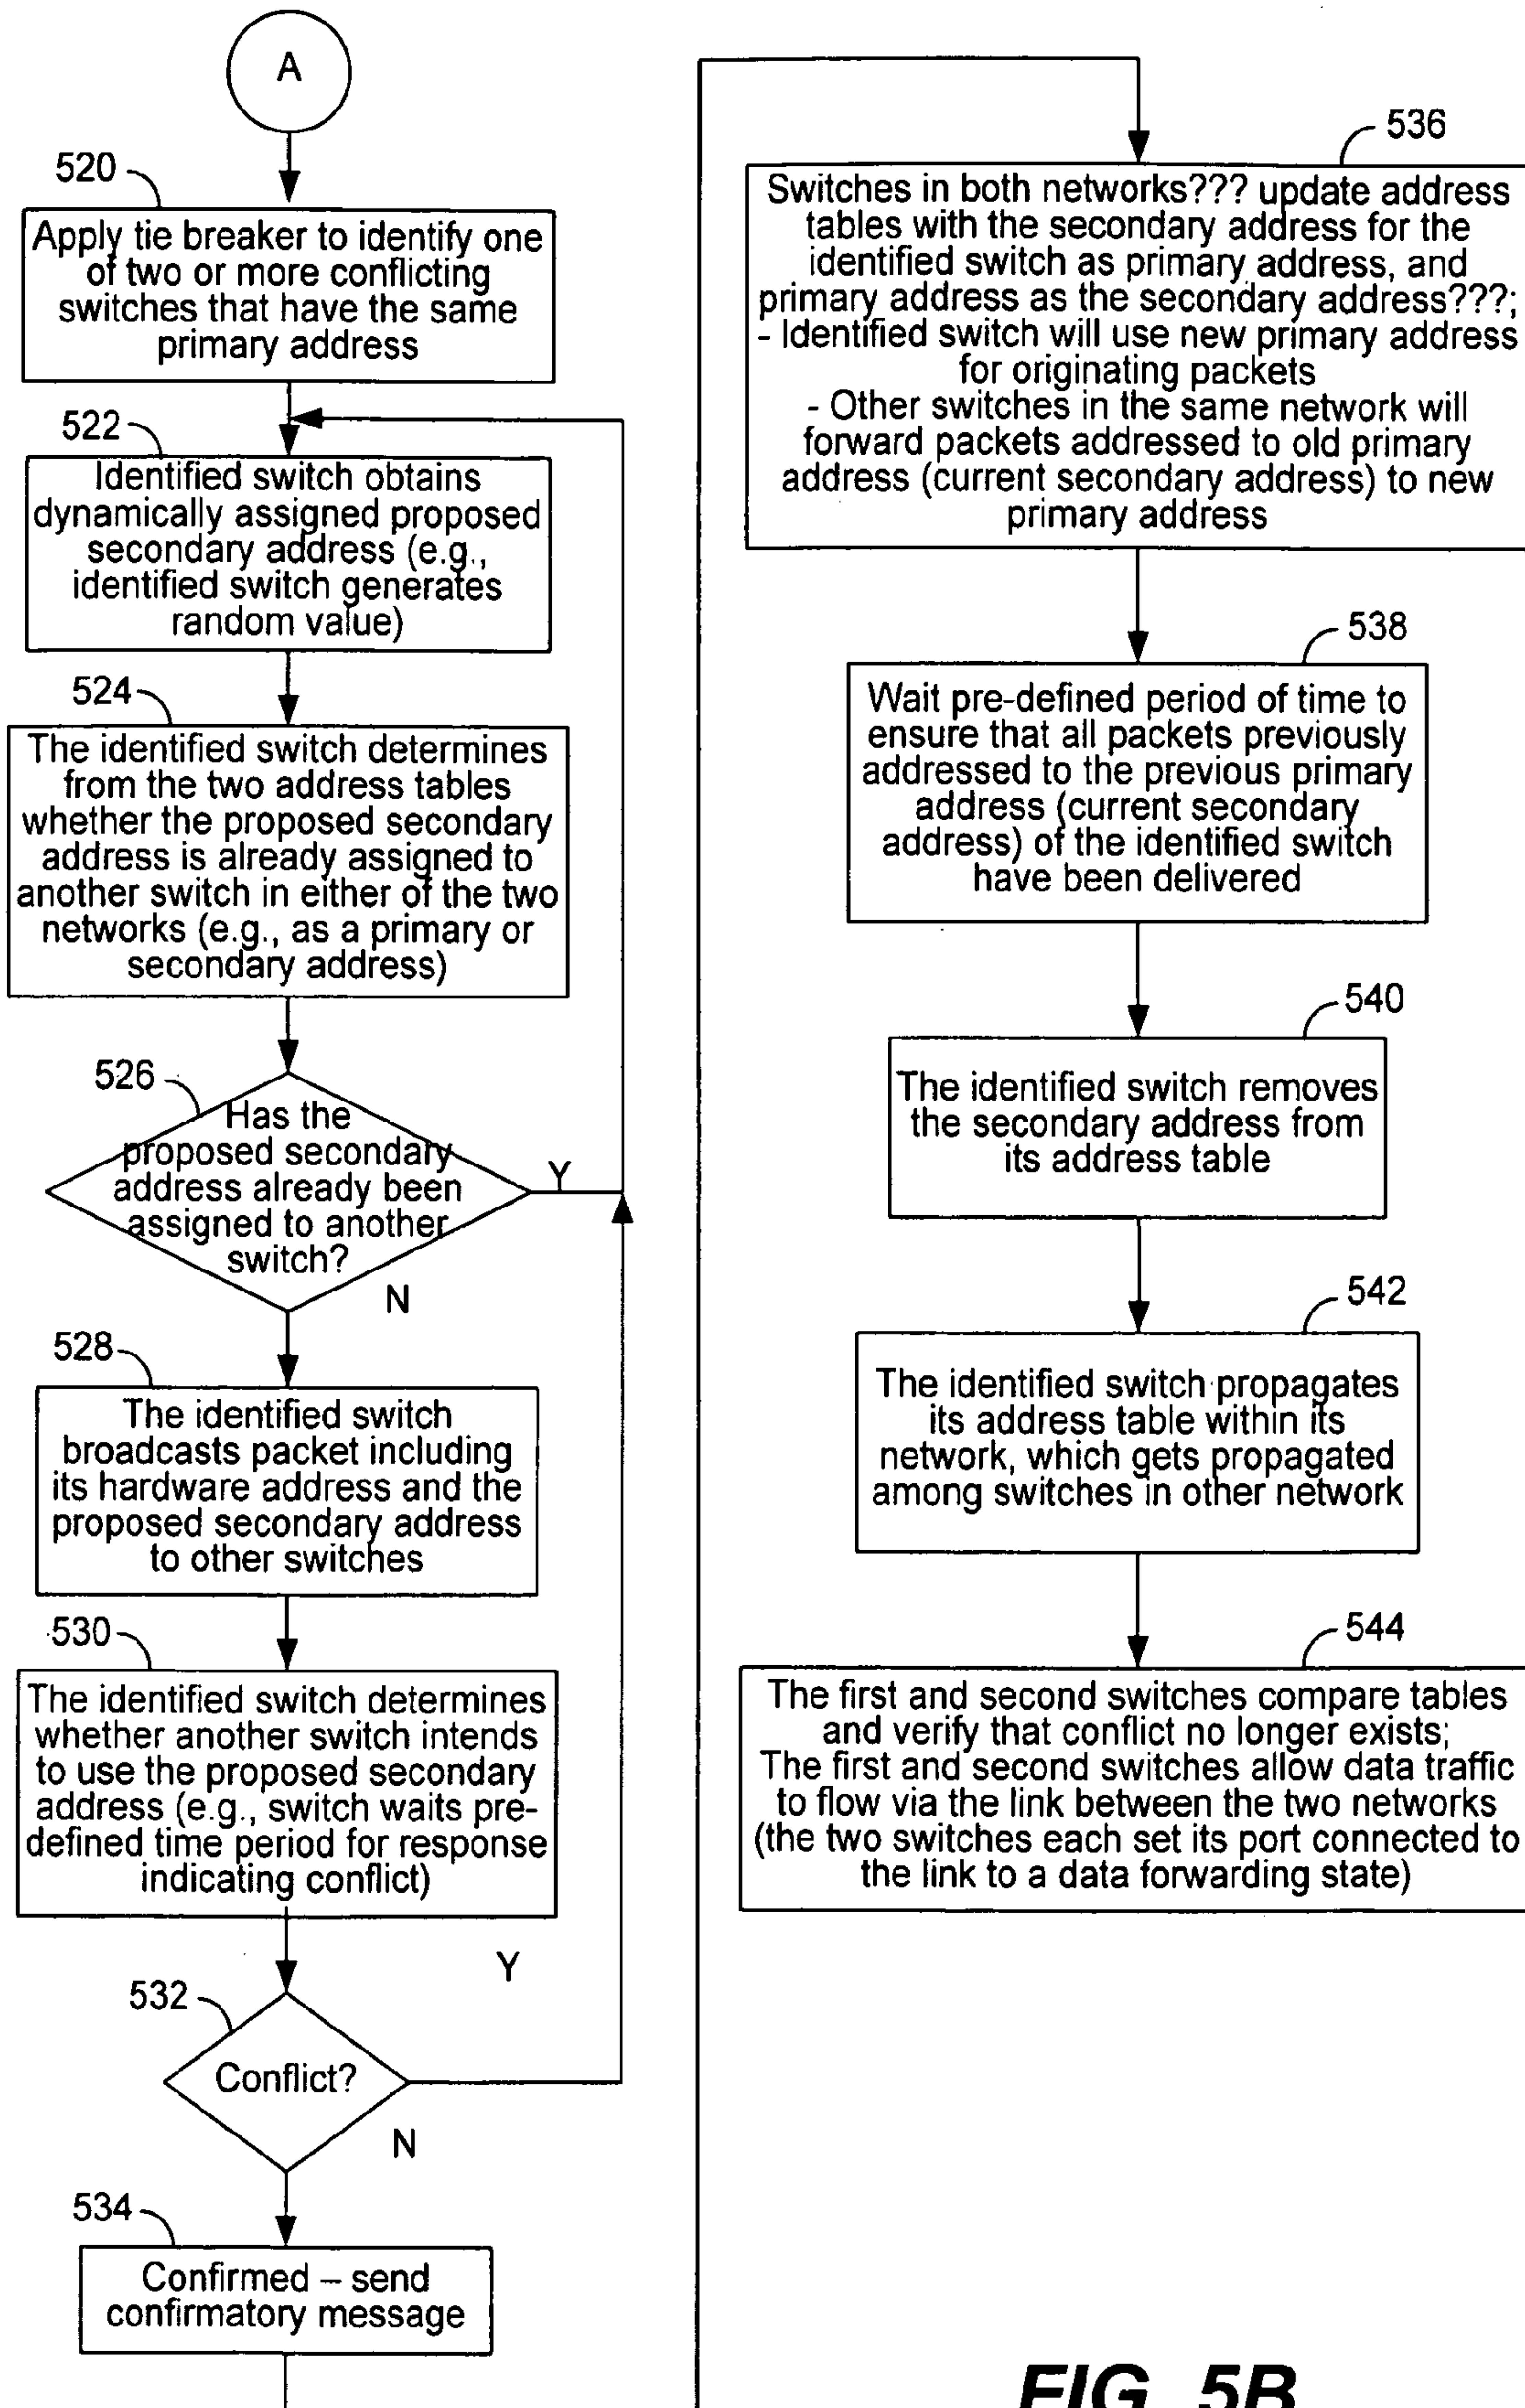 A
520
Apply tie breaker to identify one
of two or more conflicting
switches that have the same
primary address
522
Identified switch obtains
dynamically assigned proposed
secondary address (e.g.,
identified switch generates
random value)
524
The identified switch determines
from the two address tables
whether the proposed secondary
address is already assigned to
another switch in either of the two
networks (e.g., as a primary or
secondary address)
526
Has the
proposed secondary
address already been
assigned to another
switch?
Y
N
528
The identified switch
broadcasts packet including
its hardware address and the
proposed secondary address
to other switches
530
The identified switch determines
whether another switch intends
to use the proposed secondary
address (e.g., switch waits pre-
defined time period for response
indicating conflict)
Y
532
Conflict?
N
534
Confirmed – send
confirmatory message
536
Switches in both networks??? update address
tables with the secondary address for the
identified switch as primary address, and
primary address as the secondary address???;
- Identified switch will use new primary address
for originating packets
- Other switches in the same network will
forward packets addressed to old primary
address (current secondary address) to new
primary address
538
Wait pre-defined period of time to
ensure that all packets previously
addressed to the previous primary
address (current secondary
address) of the identified switch
have been delivered
540
The identified switch removes
the secondary address from
its address table
542
The identified switch propagates
its address table within its
network, which gets propagated
among switches in other network
544
The first and second switches compare tables
and verify that conflict no longer exists;
The first and second switches allow data traffic
to flow via the link between the two networks
(the two switches each set its port connected to
the link to a data forwarding state)
FIG. 5B